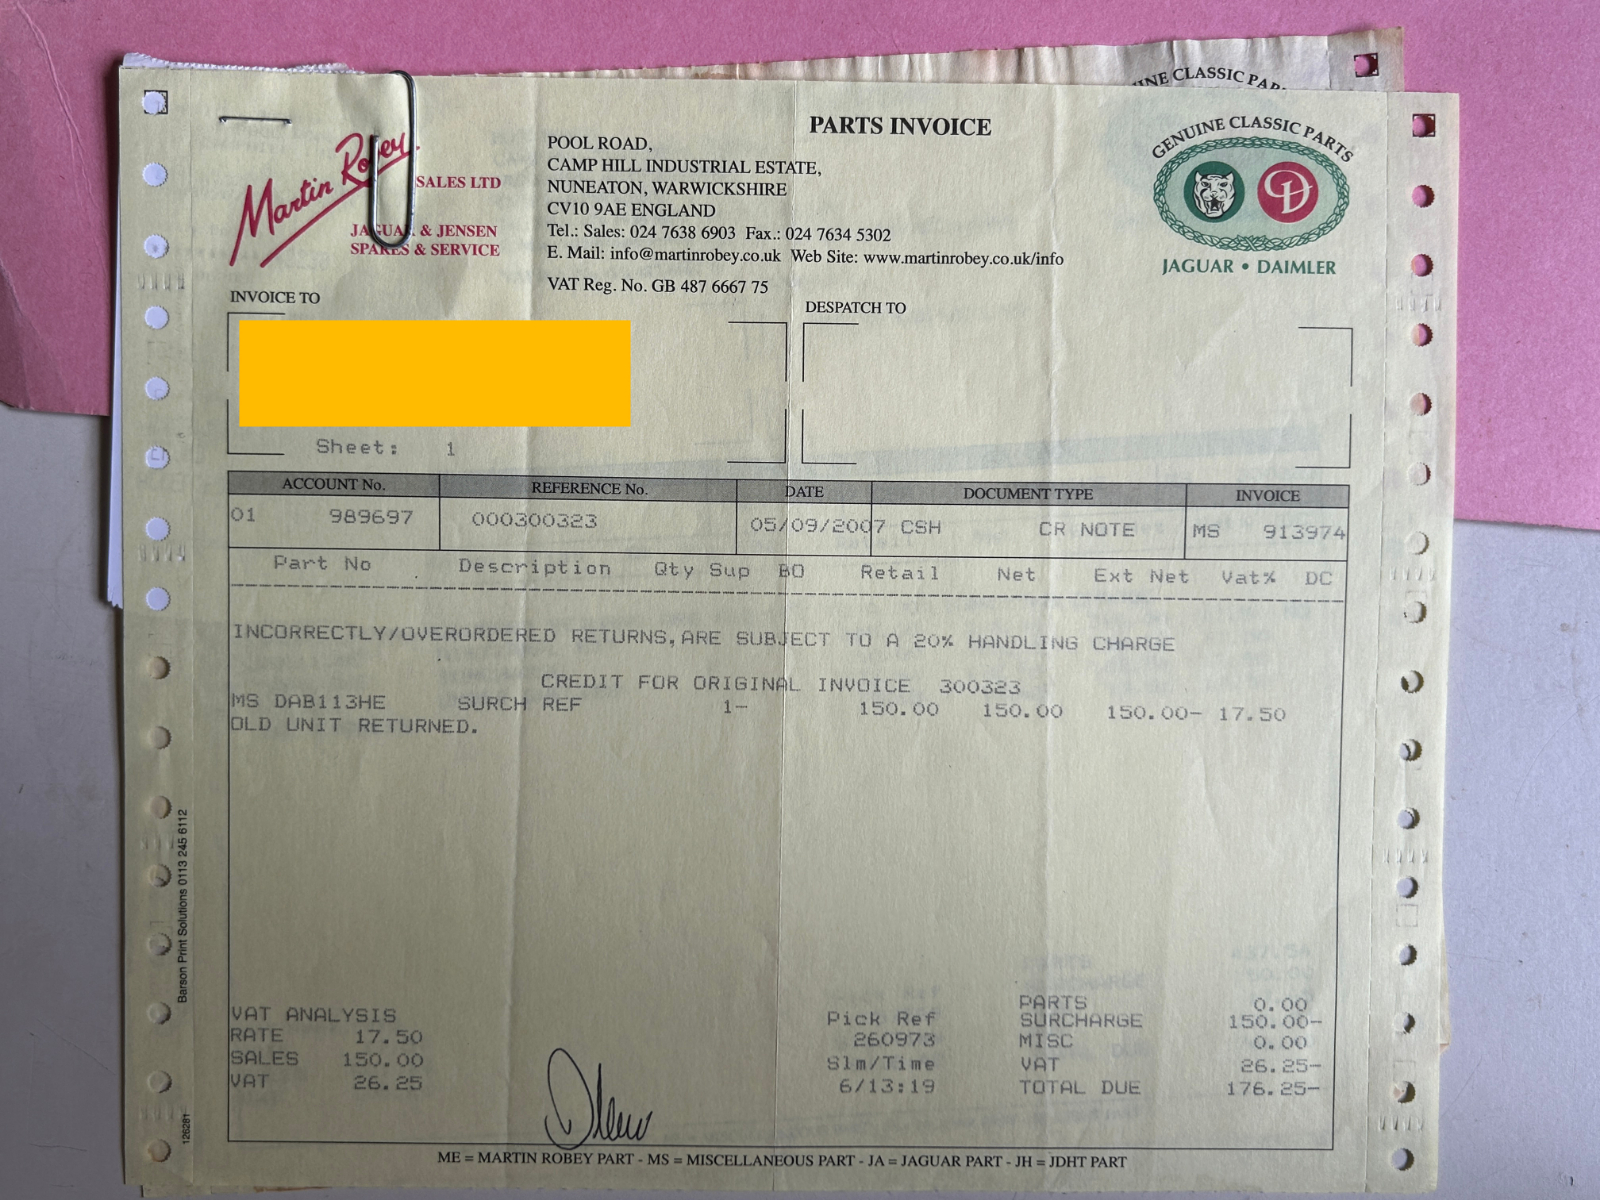 INE CLASSIC PAR
PARTS INVOICE
Martin Robey
SALES LTD
JAGUAR & JENSEN
SPARES & SERVICE
POOL ROAD,
CAMP HILL INDUSTRIAL ESTATE,
NUNEATON, WARWICKSHIRE
CV10 9AE ENGLAND
Tel.: Sales: 024 7638 6903 Fax.: 024 7634 5302
E. Mail: info@martinrobey.co.uk Web Site: www.martinrobey.co.uk/info
VAT Reg. No. GB 487 6667 75
GENUINE CLASSIC PARTS
D
JAGUAR • DAIMLER
INVOICE TO
DESPATCH TO
Sheet: 1
ACCOUNT No. REFERENCE No. DATE DOCUMENT TYPE INVOICE
01 989697 000300323 05/09/2007 CSH CR NOTE MS 913974
Part No Description Qty Sup BO Retail Net Ext Net Vat% DC
INCORRECTLY/OVERORDERED RETURNS,ARE SUBJECT TO A 20% HANDLING CHARGE
CREDIT FOR ORIGINAL INVOICE 300323
MS DAB113HE SURCH REF 1- 150.00 150.00 150.00- 17.50
OLD UNIT RETURNED.
Barson Print Solutions 0113 245 6112
126281
VAT ANALYSIS
RATE 17.50
SALES 150.00
VAT 26.25
Pick Ref
260973
Slm/Time
6/13:19
PARTS 0.00
SURCHARGE 150.00-
MISC 0.00
VAT 26.25-
TOTAL DUE 176.25-
ME = MARTIN ROBEY PART - MS = MISCELLANEOUS PART - JA = JAGUAR PART - JH = JDHT PART